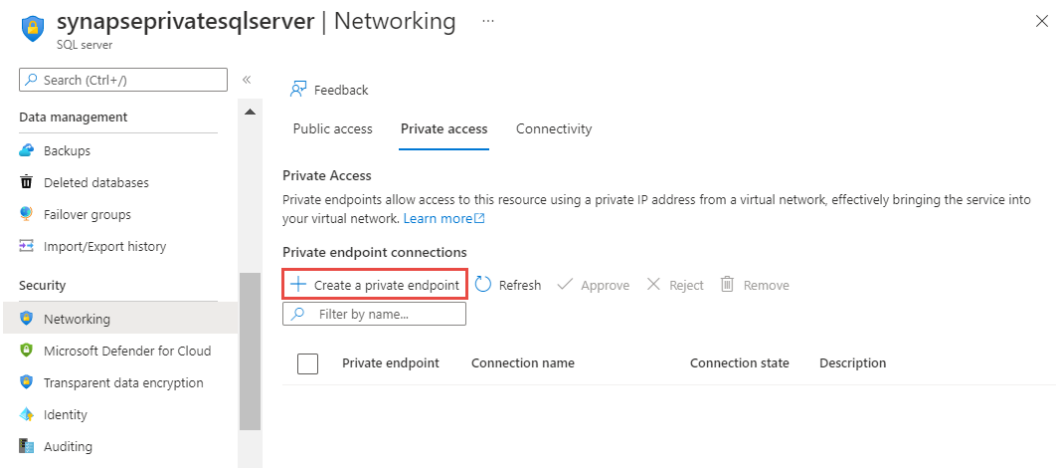 synapseprivatesqlserver | Networking ...
SQL server
Search (Ctrl+/)
Data management
Backups
Deleted databases
Failover groups
Import/Export history
Security
Networking
Microsoft Defender for Cloud
Transparent data encryption
Identity
Auditing
Feedback
Public access Private access Connectivity
Private Access
Private endpoints allow access to this resource using a private IP address from a virtual network, effectively bringing the service into
your virtual network. Learn more
Private endpoint connections
Create a private endpoint Refresh Approve Reject Remove
Filter by name...
Private endpoint Connection name Connection state Description